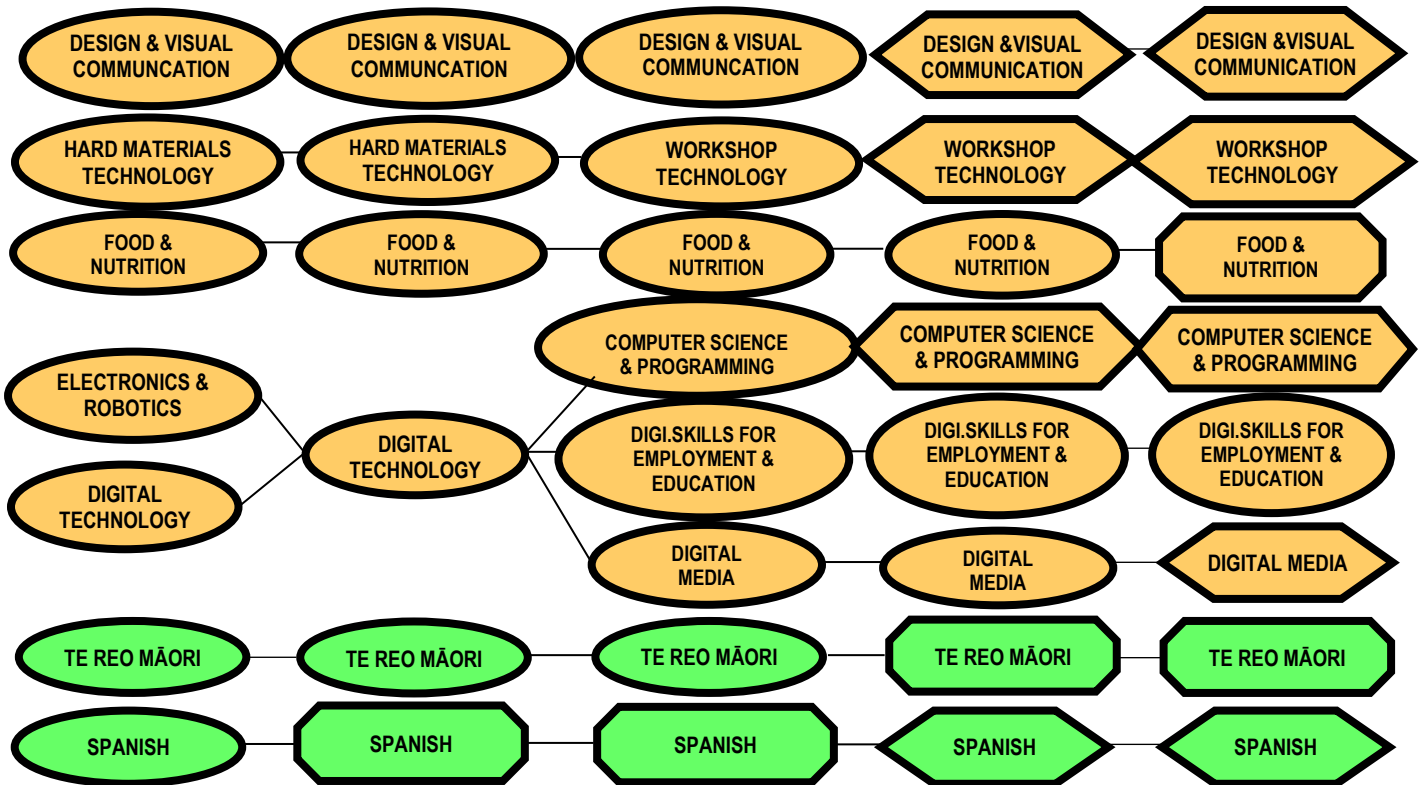 DESIGN & VISUAL
COMMUNCATION
DESIGN & VISUAL
COMMUNCATION
DESIGN & VISUAL
COMMUNCATION
DESIGN &VISUAL
COMMUNICATION
DESIGN &VISUAL
COMMUNICATION
HARD MATERIALS
TECHNOLOGY
HARD MATERIALS
TECHNOLOGY
WORKSHOP
TECHNOLOGY
WORKSHOP
TECHNOLOGY
WORKSHOP
TECHNOLOGY
FOOD &
NUTRITION
FOOD &
NUTRITION
FOOD &
NUTRITION
FOOD &
NUTRITION
FOOD &
NUTRITION
COMPUTER SCIENCE
& PROGRAMMING
COMPUTER SCIENCE
& PROGRAMMING
COMPUTER SCIENCE
& PROGRAMMING
ELECTRONICS &
ROBOTICS
DIGITAL
TECHNOLOGY
DIGI.SKILLS FOR
EMPLOYMENT &
EDUCATION
DIGI.SKILLS FOR
EMPLOYMENT &
EDUCATION
DIGI.SKILLS FOR
EMPLOYMENT &
EDUCATION
DIGITAL
TECHNOLOGY
DIGITAL
MEDIA
DIGITAL
MEDIA
DIGITAL MEDIA
TE REO MĀORI
TE REO MĀORI
TE REO MĀORI
TE REO MĀORI
TE REO MĀORI
SPANISH
SPANISH
SPANISH
SPANISH
SPANISH